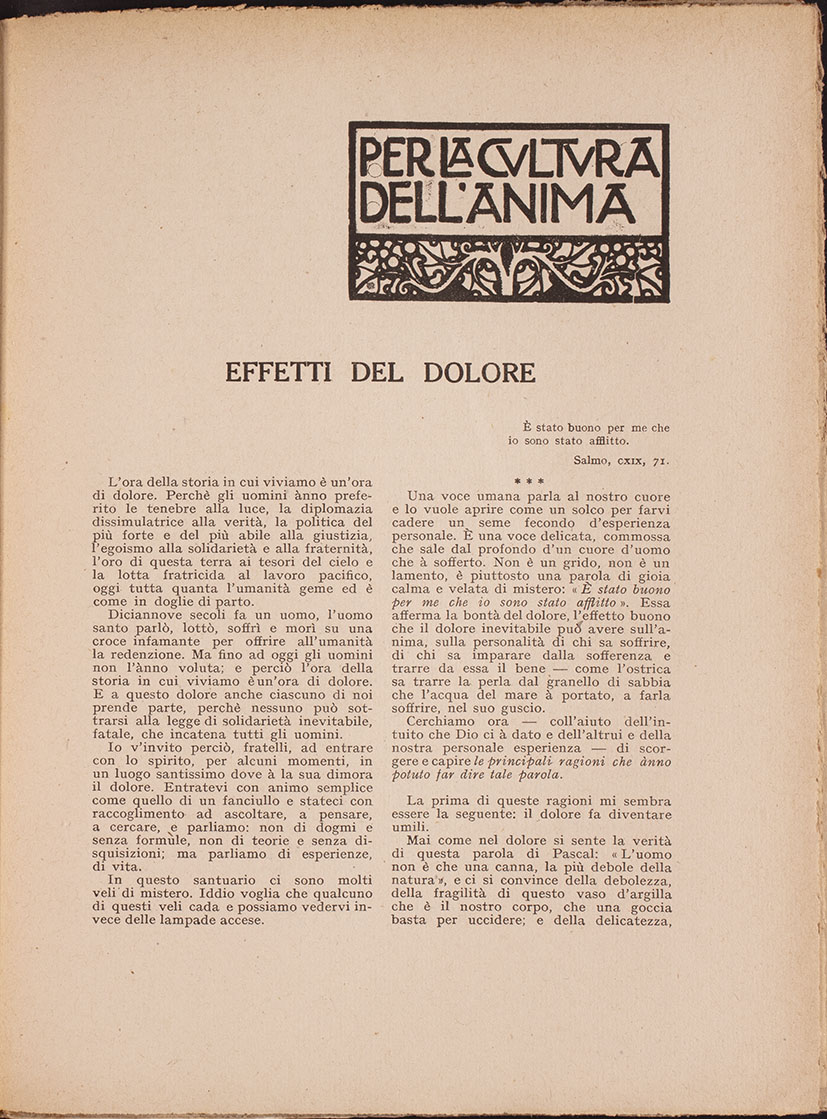 PER LA CVLTVRA
DELL'ANIMA
EFFETTI DEL DOLORE
È stato buono per me che
io sono stato afflitto.
Salmo, CXIX, 71.
L'ora della storia in cui viviamo è un'ora
di dolore. Perchè gli uomini ànno prefe-
rito le tenebre alla luce, la diplomazia
dissimulatrice alla verità, la politica del
più forte e del più abile alla giustizia,
l'egoismo alla solidarietà e alla fraternità,
l'oro di questa terra ai tesori del cielo e
la lotta fratricida al lavoro pacifico,
oggi tutta quanta l'umanità geme ed è
come in doglie di parto.
Diciannove secoli fa un uomo, l'uomo
santo parlò, lottò, soffrì e morì su una
croce infamante per offrire all'umanità
la redenzione. Ma fino ad oggi gli uomini
non l'ànno voluta; e perciò l'ora della
storia in cui viviamo è un'ora di dolore.
E a questo dolore anche ciascuno di noi
prende parte, perchè nessuno può sot-
trarsi alla legge di solidarietà inevitabile,
fatale, che incatena tutti gli uomini.
Io v'invito perciò, fratelli, ad entrare
con lo spirito, per alcuni momenti, in
un luogo santissimo dove à la sua dimora
il dolore. Entratevi con animo semplice
come quello di un fanciullo e stateci con
raccoglimento ad ascoltare, a pensare,
a cercare, e parliamo: non di dogmi e
senza formule, non di teorie e senza di-
squisizioni; ma parliamo di esperienze,
di vita.
In questo santuario ci sono molti
veli di mistero. Iddio voglia che qualcuno
di questi veli cada e possiamo vedervi in-
vece delle lampade accese.
* * *
Una voce umana parla al nostro cuore
e lo vuole aprire come un solco per farvi
cadere un seme fecondo d'esperienza
personale. È una voce delicata, commossa
che sale dal profondo d'un cuore d'uomo
che à sofferto. Non è un grido, non è un
lamento, è piuttosto una parola di gioia
calma e velata di mistero: « È stato buono
per me che io sono stato afflitto ». Essa
afferma la bontà del dolore, l'effetto buono
che il dolore inevitabile può avere sull'a-
nima, sulla personalità di chi sa soffrire,
di chi sa imparare dalla sofferenza e
trarre da essa il bene — come l'ostrica
sa trarre la perla dal granello di sabbia
che l'acqua del mare à portato, a farla
soffrire, nel suo guscio.
Cerchiamo ora — coll'aiuto dell'in-
tuito che Dio ci à dato e dell'altrui e della
nostra personale esperienza — di scor-
gere e capire le principali ragioni che ànno
potuto far dire tale parola.
La prima di queste ragioni mi sembra
essere la seguente: il dolore fa diventare
umili.
Mai come nel dolore si sente la verità
di questa parola di Pascal: « L'uomo
non è che una canna, la più debole della
natura », e ci si convince della debolezza,
della fragilità di questo vaso d'argilla
che è il nostro corpo, che una goccia
basta per uccidere; e della delicatezza,